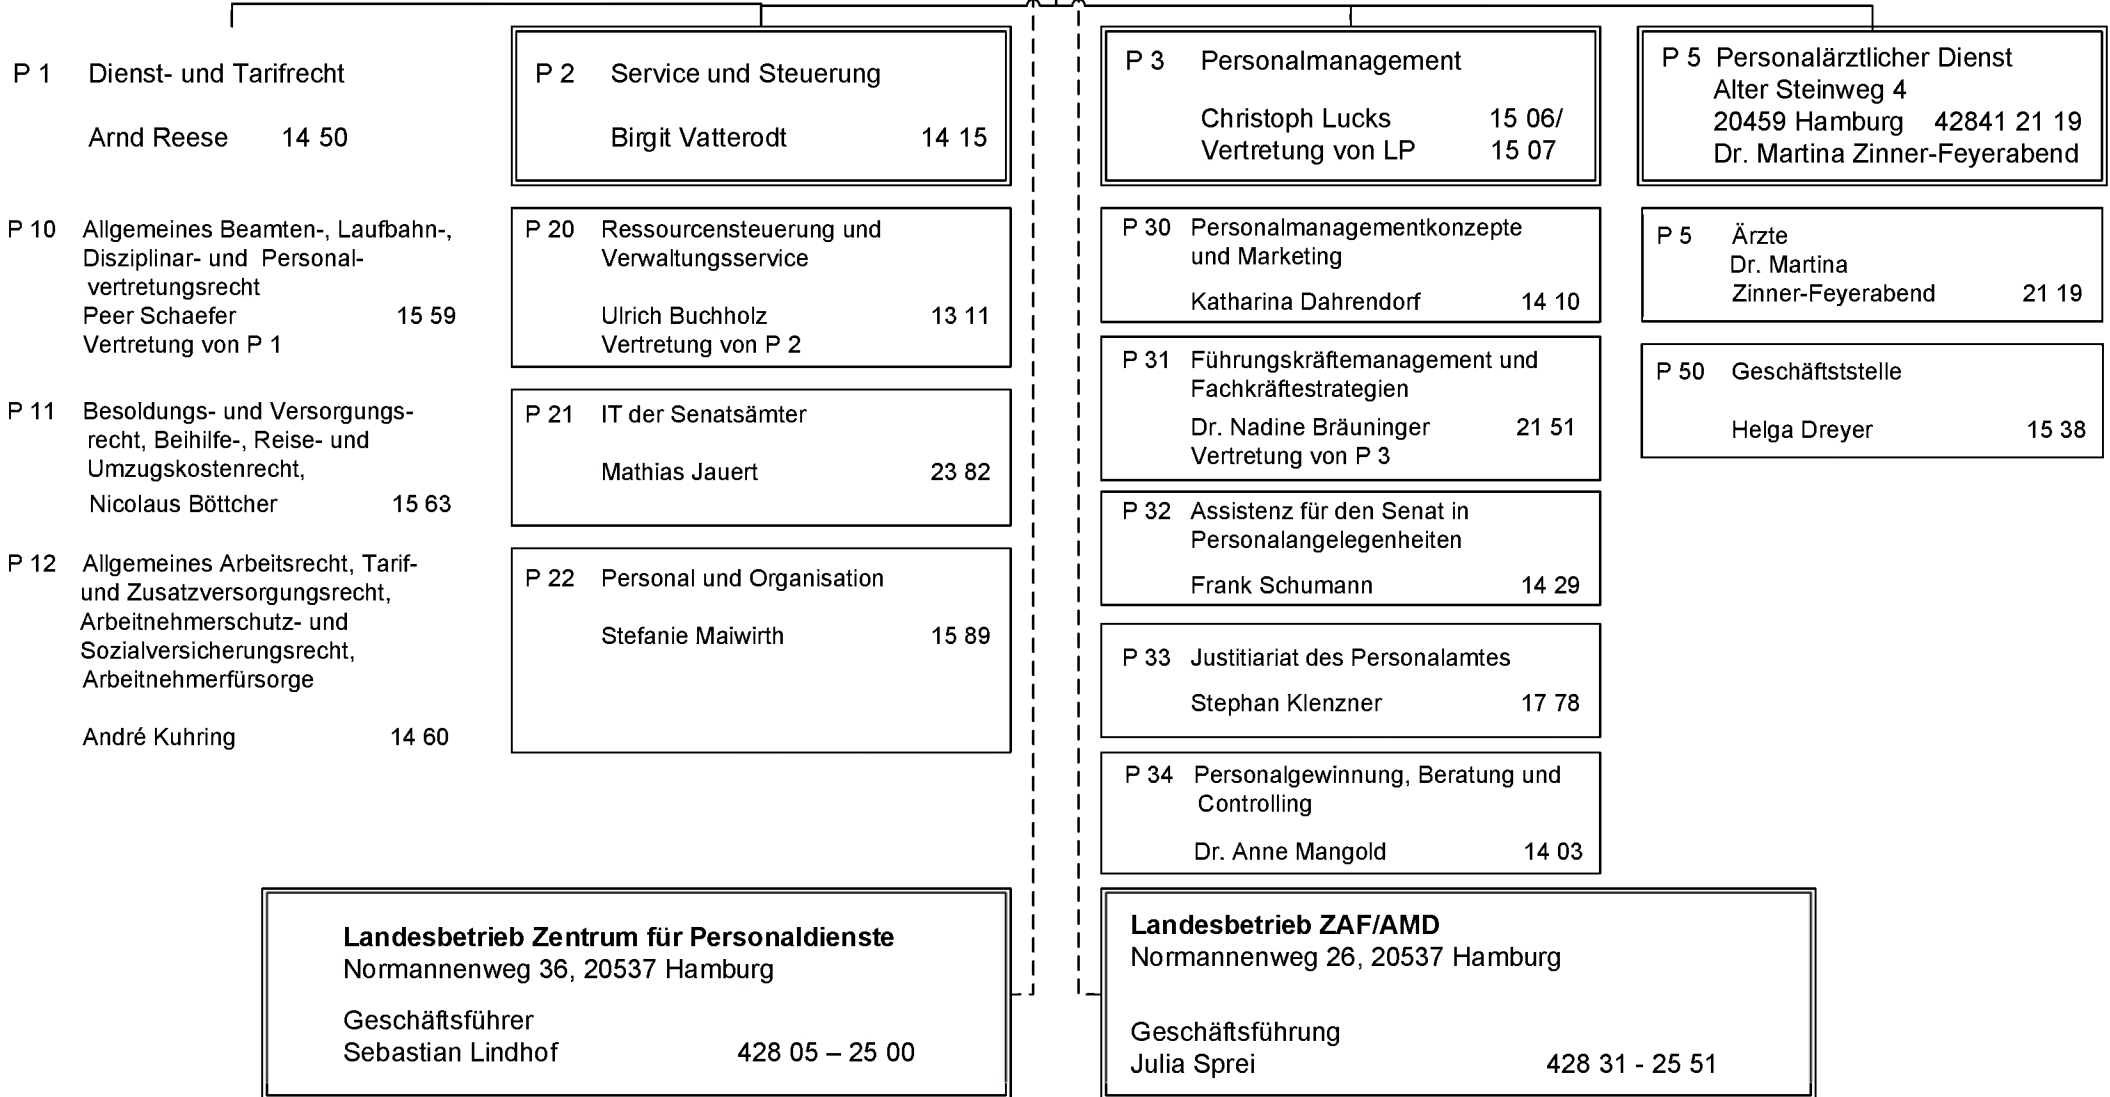 P 1 Dienst- und Tarifrecht
Arnd Reese 14 50
P 10 Allgemeines Beamten-, Laufbahn-,
Disziplinar- und Personal-
vertretungsrecht
Peer Schaefer 15 59
Vertretung von P 1
P 11 Besoldungs- und Versorgungs-
recht, Beihilfe-, Reise- und
Umzugskostenrecht,
Nicolaus Böttcher 15 63
P 12 Allgemeines Arbeitsrecht, Tarif-
und Zusatzversorgungsrecht,
Arbeitnehmerschutz- und
Sozialversicherungsrecht,
Arbeitnehmerfürsorge
André Kuhring 14 60
P 2 Service und Steuerung
Birgit Vatterodt 14 15
P 20 Ressourcensteuerung und
Verwaltungsservice
Ulrich Buchholz 13 11
Vertretung von P 2
P 21 IT der Senatsämter
Mathias Jauert 23 82
P 22 Personal und Organisation
Stefanie Maiwirth 15 89
P 3 Personalmanagement
Christoph Lucks 15 06/
Vertretung von LP 15 07
P 30 Personalmanagementkonzepte
und Marketing
Katharina Dahrendorf 14 10
P 31 Führungskräftemanagement und
Fachkräftestrategien
Dr. Nadine Bräuninger 21 51
Vertretung von P 3
P 32 Assistenz für den Senat in
Personalangelegenheiten
Frank Schumann 14 29
P 33 Justitiariat des Personalamtes
Stephan Klenzner 17 78
P 34 Personalgewinnung, Beratung und
Controlling
Dr. Anne Mangold 14 03
P 5 Personalärztlicher Dienst
Alter Steinweg 4
20459 Hamburg 42841 21 19
Dr. Martina Zinner-Feyerabend
P 5 Ärzte
Dr. Martina
Zinner-Feyerabend 21 19
P 50 Geschäftststelle
Helga Dreyer 15 38
Landesbetrieb Zentrum für Personaldienste
Normannenweg 36, 20537 Hamburg
Geschäftsführer
Sebastian Lindhof 428 05 – 25 00
Landesbetrieb ZAF/AMD
Normannenweg 26, 20537 Hamburg
Geschäftsführung
Julia Sprei 428 31 - 25 51